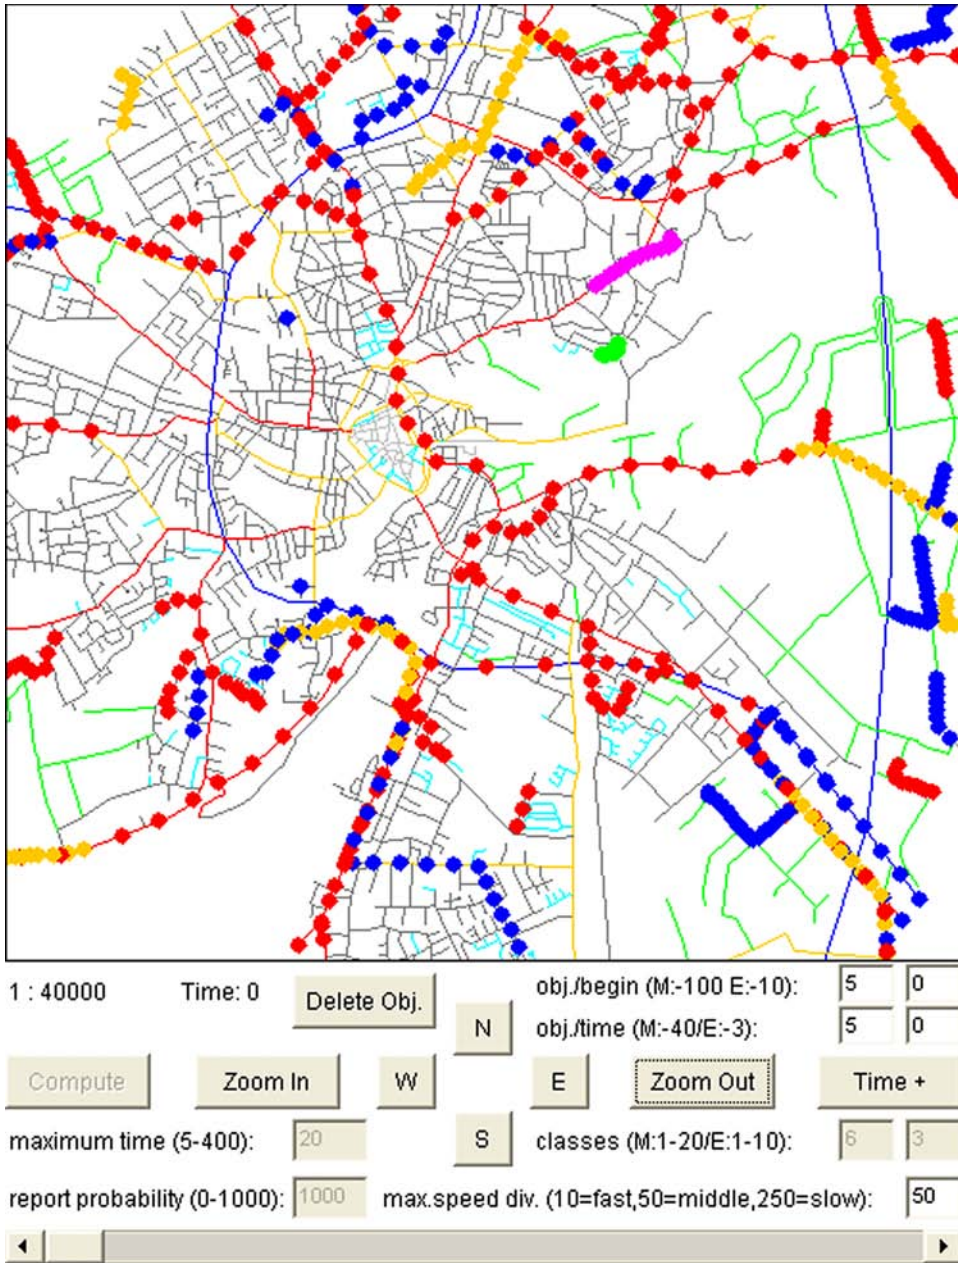 1 : 40000 Time: 0 Delete Obj. obj./begin (M:-100 E:-10): 5 0
N obj./time (M:-40/E:-3): 5 0
Compute Zoom In W E Zoom Out Time +
maximum time (5-400): 20 S classes (M:1-20/E:1-10): 6 3
report probability (0-1000): 1000 max.speed div. (10=fast,50=middle,250=slow): 50